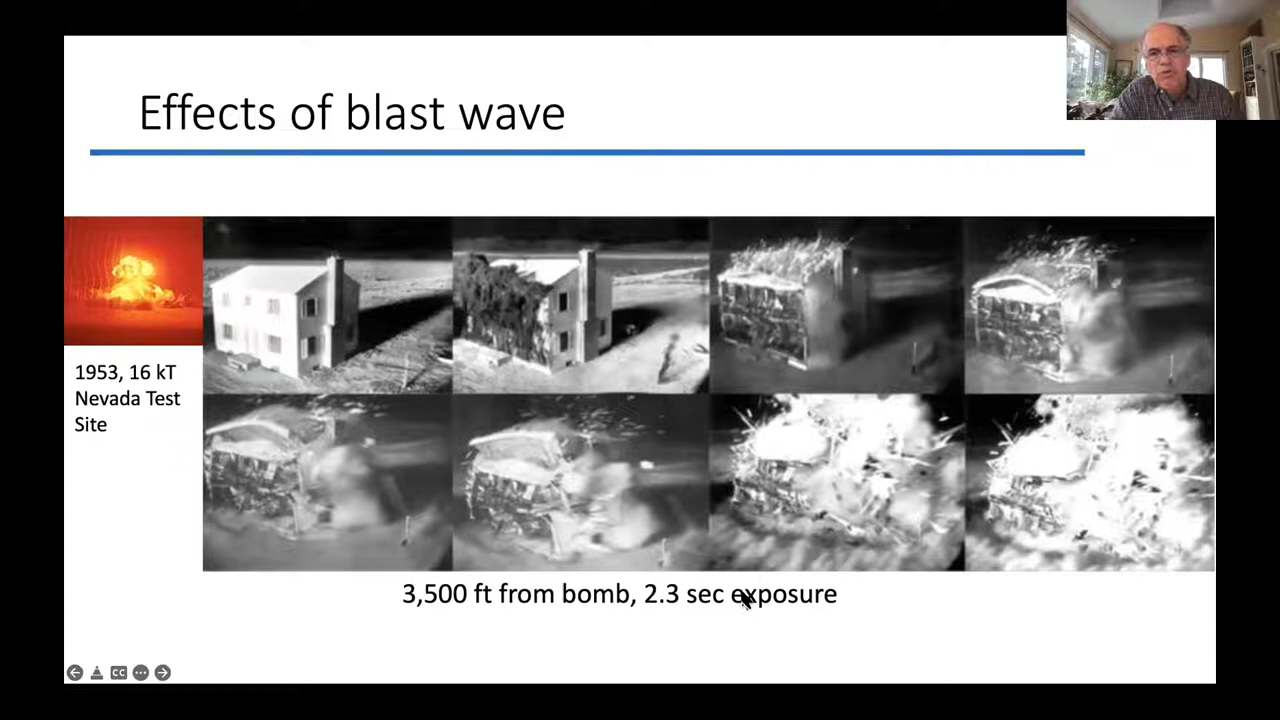 Effects of blast wave
1953, 16 kT
Nevada Test
Site
3,500 ft from bomb, 2.3 sec exposure
CC